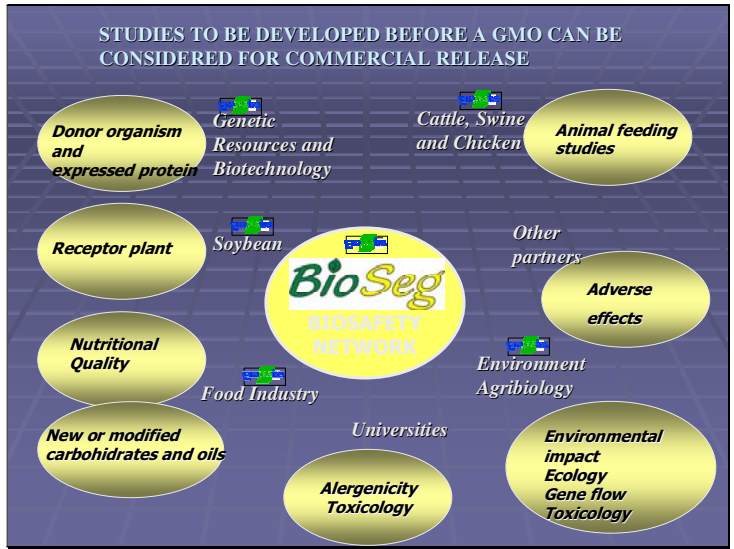 STUDIES TO BE DEVELOPED BEFORE A GMO CAN BE
CONSIDERED FOR COMMERCIAL RELEASE
Donor organism
and
expressed protein
Genetic
Resources and
Biotechnology
Cattle, Swine
and Chicken
Animal feeding
studies
Receptor plant
Soybean
Other
partners
BioSeg
BIOSAFETY
NETWORK
Adverse
effects
Nutritional
Quality
Food Industry
Environment
Agribiology
New or modified
carbohidrates and oils
Universities
Alergenicity
Toxicology
Environmental
impact
Ecology
Gene flow
Toxicology